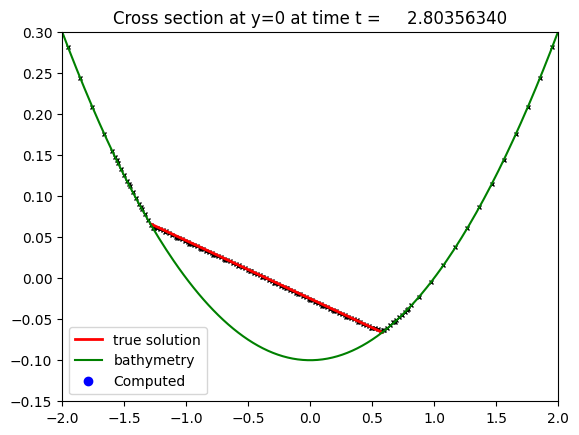 Cross section at y=0 at time t =     2.80356340
0.30
0.25
0.20
0.15
0.10
0.05
0.00
−0.05
−0.10
−0.15
true solution
bathymetry
Computed
−2.0 −1.5 −1.0 −0.5 0.0 0.5 1.0 1.5 2.0